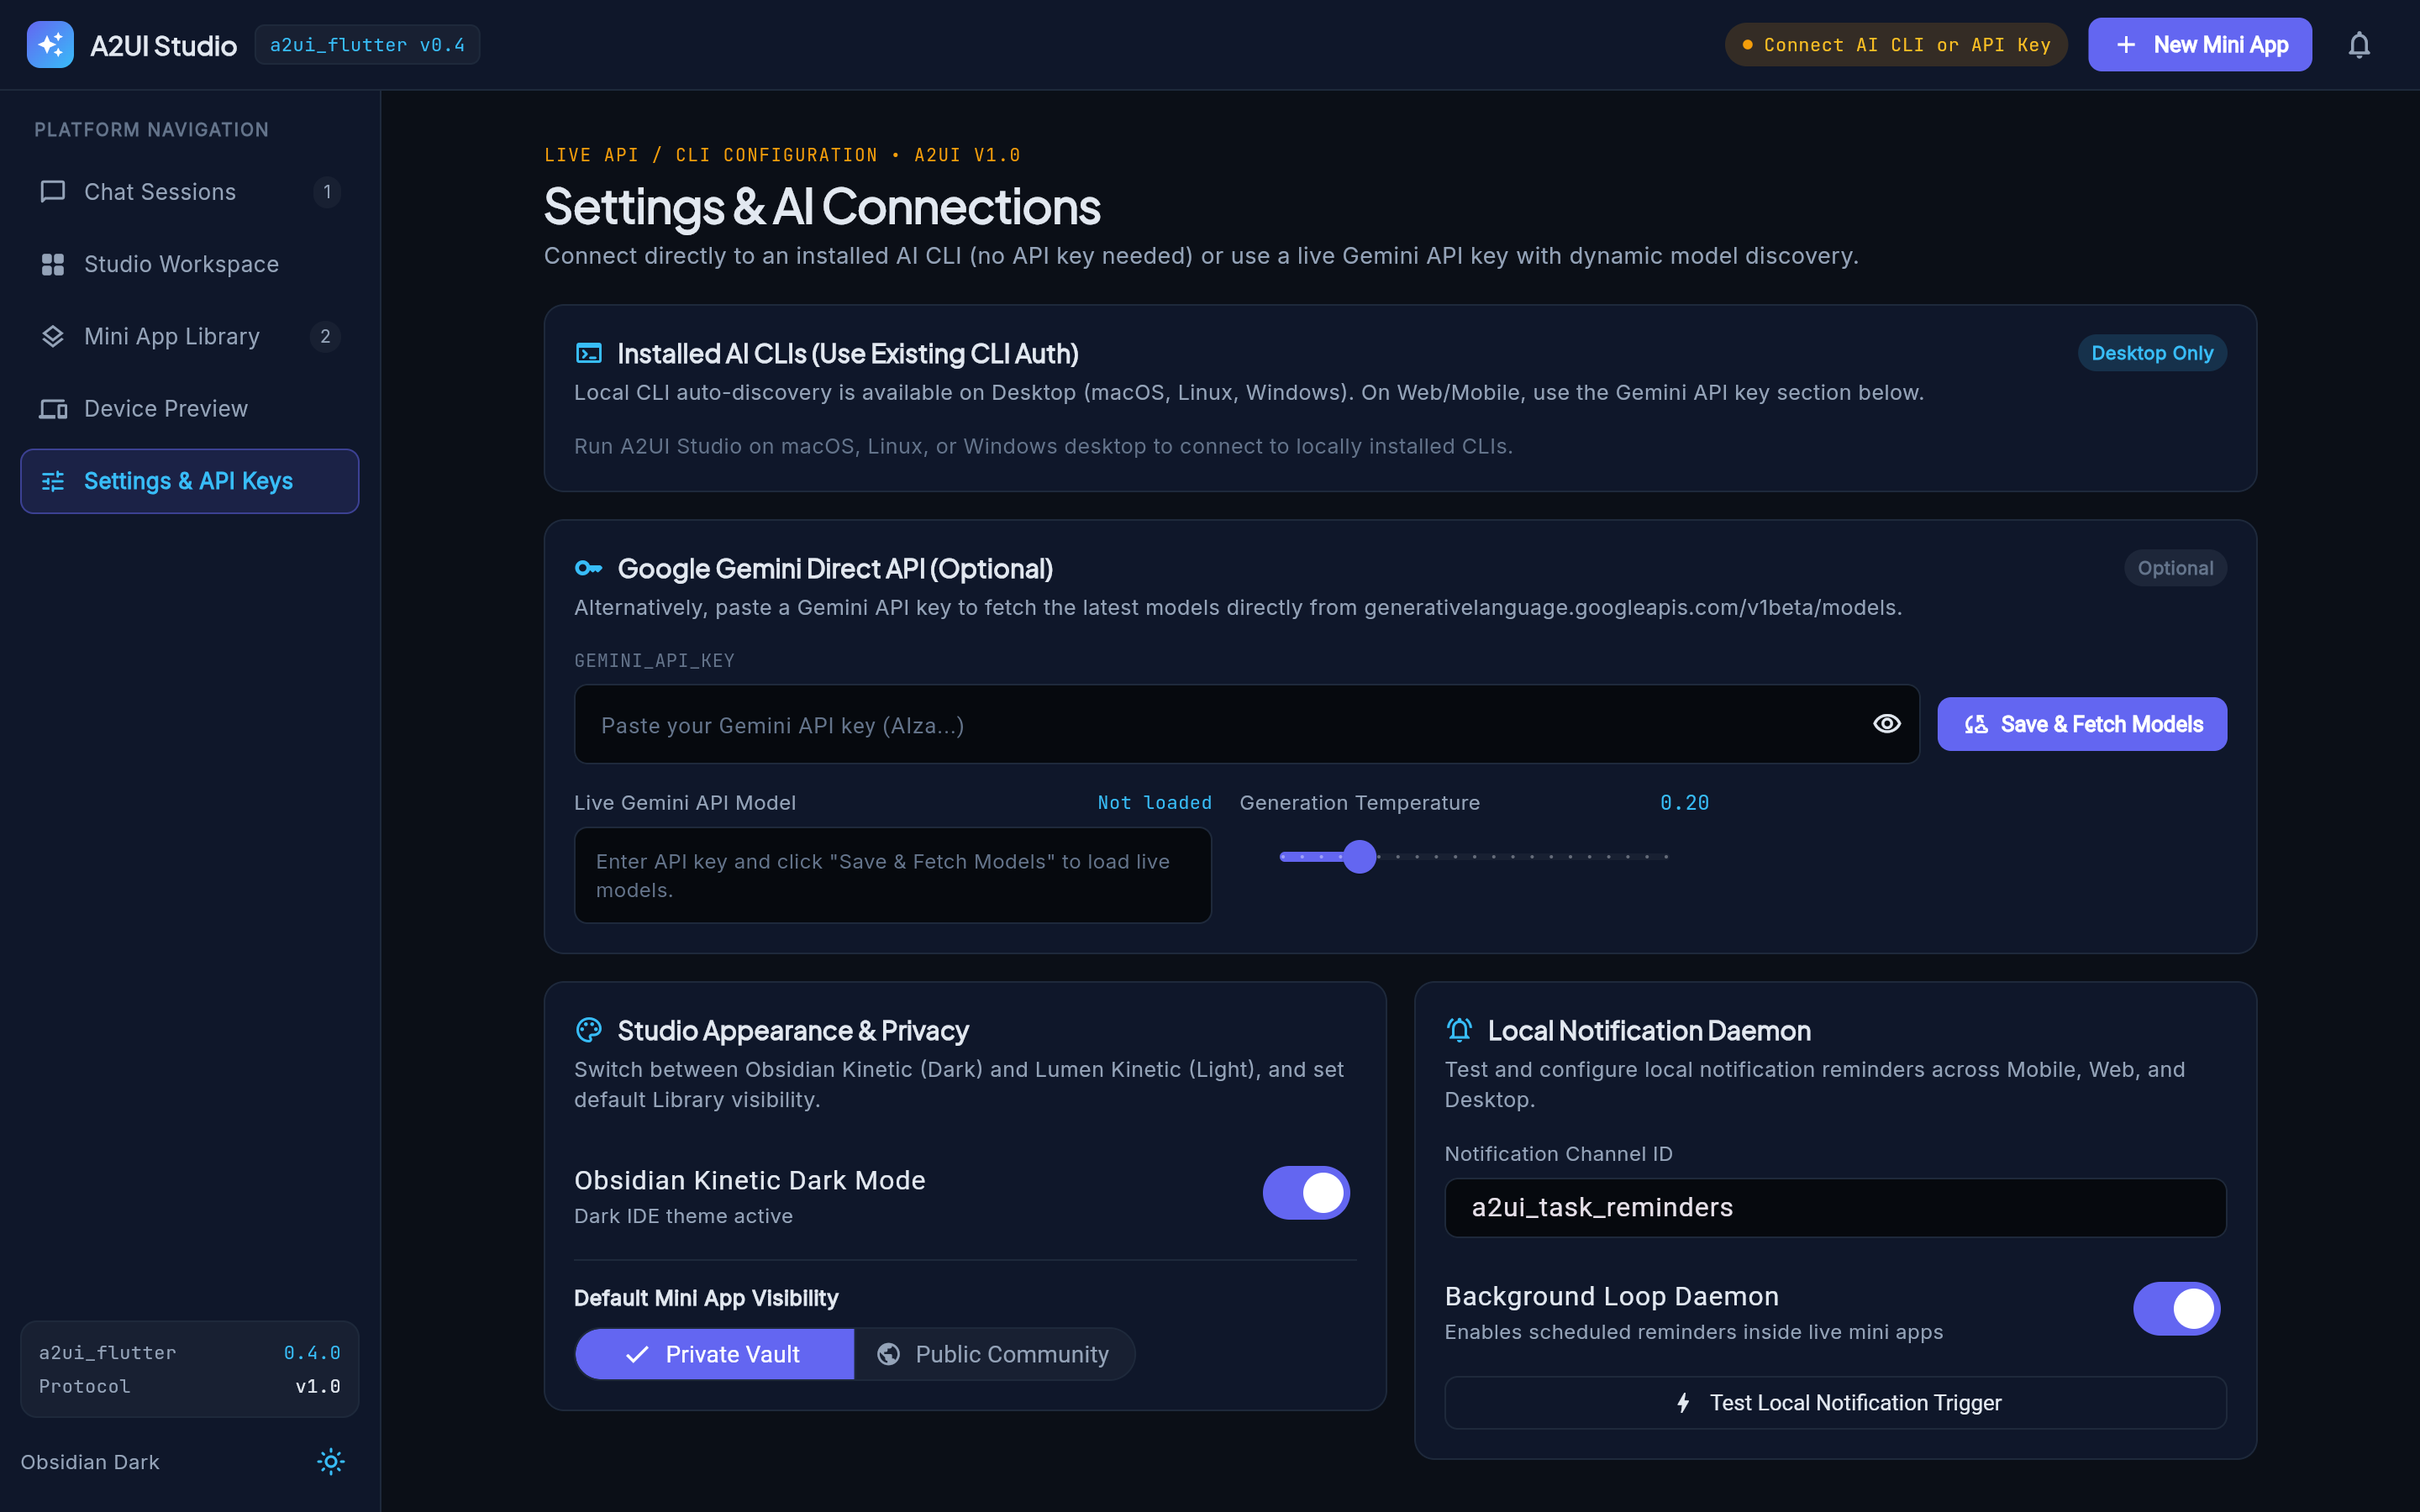 A2UI Studio
a2ui_flutter v0.4
Connect AI CLI or API Key
New Mini App
PLATFORM NAVIGATION
Chat Sessions 1
Studio Workspace
Mini App Library 2
Device Preview
Settings & API Keys
a2ui_flutter 0.4.0
Protocol v1.0
Obsidian Dark
LIVE API / CLI CONFIGURATION • A2UI V1.0
Settings & AI Connections
Connect directly to an installed AI CLI (no API key needed) or use a live Gemini API key with dynamic model discovery.
Installed AI CLIs (Use Existing CLI Auth)
Desktop Only
Local CLI auto-discovery is available on Desktop (macOS, Linux, Windows). On Web/Mobile, use the Gemini API key section below.
Run A2UI Studio on macOS, Linux, or Windows desktop to connect to locally installed CLIs.
Google Gemini Direct API (Optional)
Optional
Alternatively, paste a Gemini API key to fetch the latest models directly from generativelanguage.googleapis.com/v1beta/models.
GEMINI_API_KEY
Paste your Gemini API key (AIza...)
Save & Fetch Models
Live Gemini API Model Not loaded
Enter API key and click "Save & Fetch Models" to load live
models.
Generation Temperature 0.20
Studio Appearance & Privacy
Switch between Obsidian Kinetic (Dark) and Lumen Kinetic (Light), and set
default Library visibility.
Obsidian Kinetic Dark Mode
Dark IDE theme active
Default Mini App Visibility
Private Vault
Public Community
Local Notification Daemon
Test and configure local notification reminders across Mobile, Web, and
Desktop.
Notification Channel ID
a2ui_task_reminders
Background Loop Daemon
Enables scheduled reminders inside live mini apps
Test Local Notification Trigger